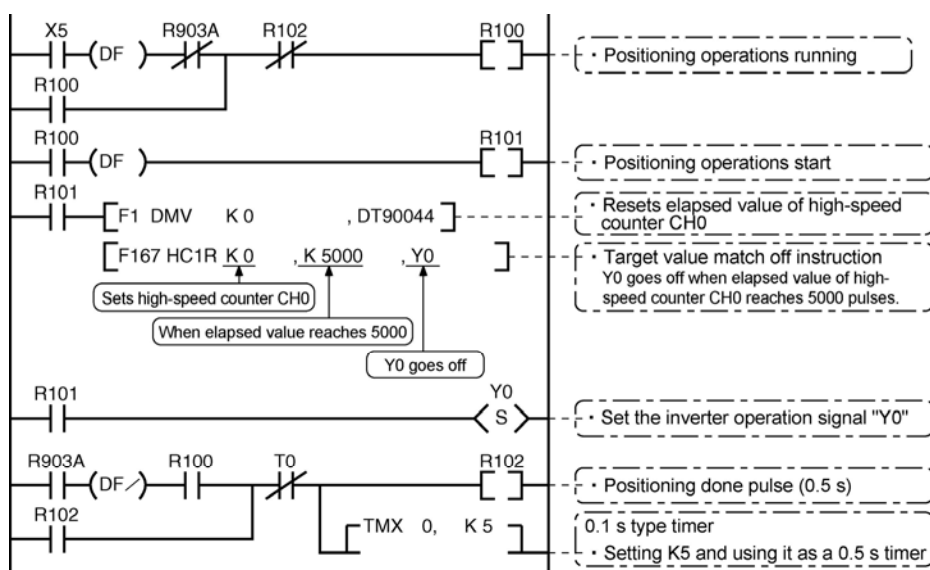 X5 R903A R102 R100
(DF) · Positioning operations running
R100
R100 R101
(DF) · Positioning operations start
R101
F1 DMV K 0 , DT90044
· Resets elapsed value of high-speed
counter CH0
F167 HC1R K 0 , K 5000 , Y0
· Target value match off instruction
Y0 goes off when elapsed value of high-
speed counter CH0 reaches 5000 pulses.
Sets high-speed counter CH0
When elapsed value reaches 5000
Y0 goes off
R101 Y0
S · Set the inverter operation signal "Y0"
R903A R100 T0 R102
(DF/) · Positioning done pulse (0.5 s)
R102
TMX 0, K 5
0.1 s type timer
· Setting K5 and using it as a 0.5 s timer